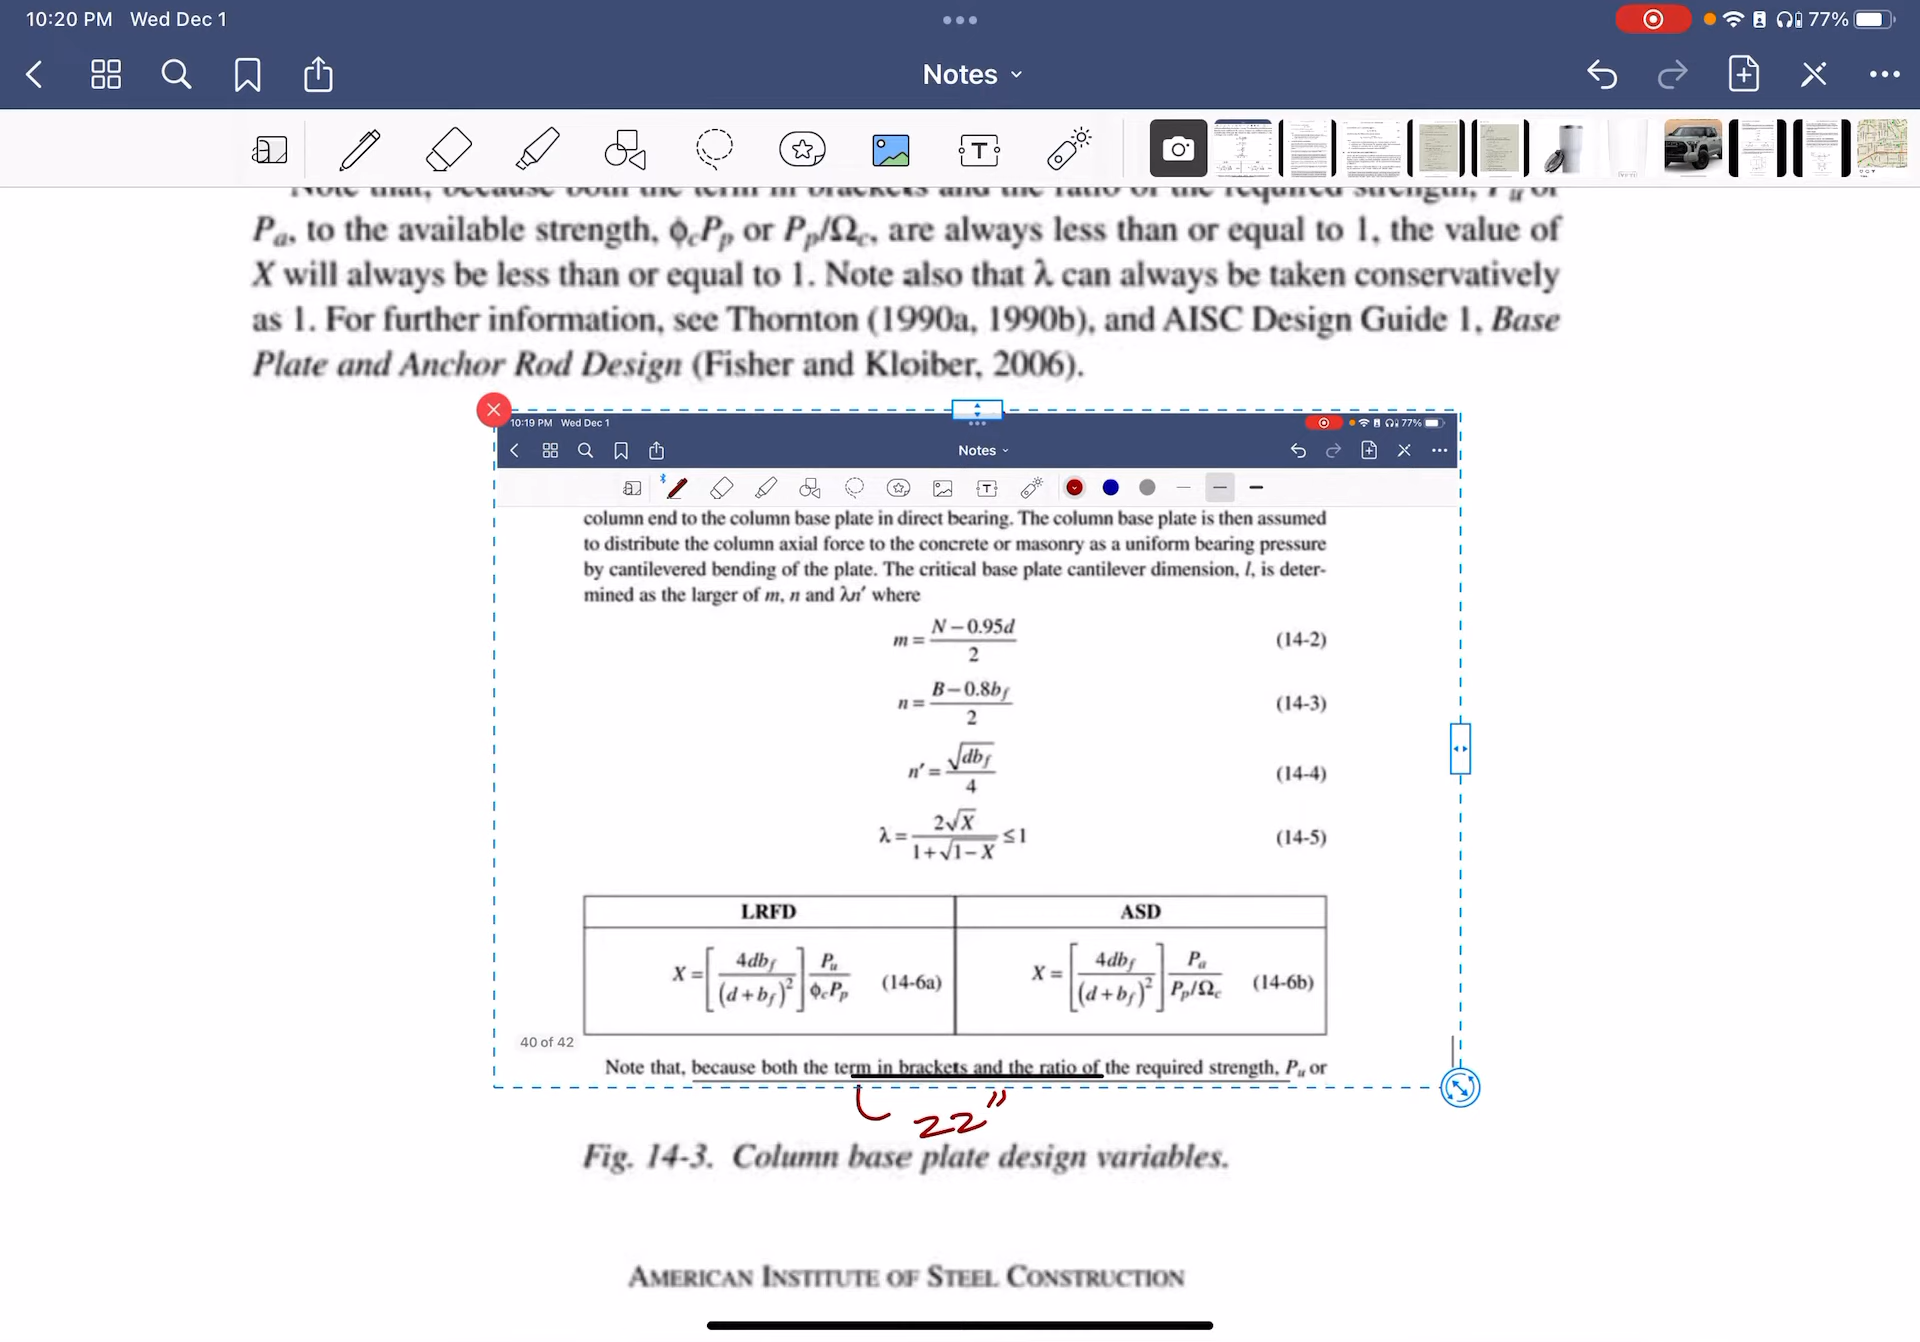 10:20 PM Wed Dec 1
77%
Notes
Note that, because both the term in brackets and the ratio of the required strength, Pu or
Pa, to the available strength, ϕcPp or Pp/Ωc, are always less than or equal to 1, the value of
X will always be less than or equal to 1. Note also that λ can always be taken conservatively
as 1. For further information, see Thornton (1990a, 1990b), and AISC Design Guide 1, Base
Plate and Anchor Rod Design (Fisher and Kloiber, 2006).
10:19 PM Wed Dec 1
77%
Notes
column end to the column base plate in direct bearing. The column base plate is then assumed
to distribute the column axial force to the concrete or masonry as a uniform bearing pressure
by cantilevered bending of the plate. The critical base plate cantilever dimension, l, is deter-
mined as the larger of m, n and λn′ where
m = (N − 0.95d)/2 (14-2)
n = (B − 0.8bf)/2 (14-3)
n′ = √dbf/4 (14-4)
λ = 2√X/(1+√1−X) ≤ 1 (14-5)
LRFD ASD
X = [4dbf/(d+bf)²] Pu/ϕcPp (14-6a) X = [4dbf/(d+bf)²] Pa/Pp/Ωc (14-6b)
40 of 42
Note that, because both the term in brackets and the ratio of the required strength, Pu or
22"
Fig. 14-3. Column base plate design variables.
AMERICAN INSTITUTE OF STEEL CONSTRUCTION